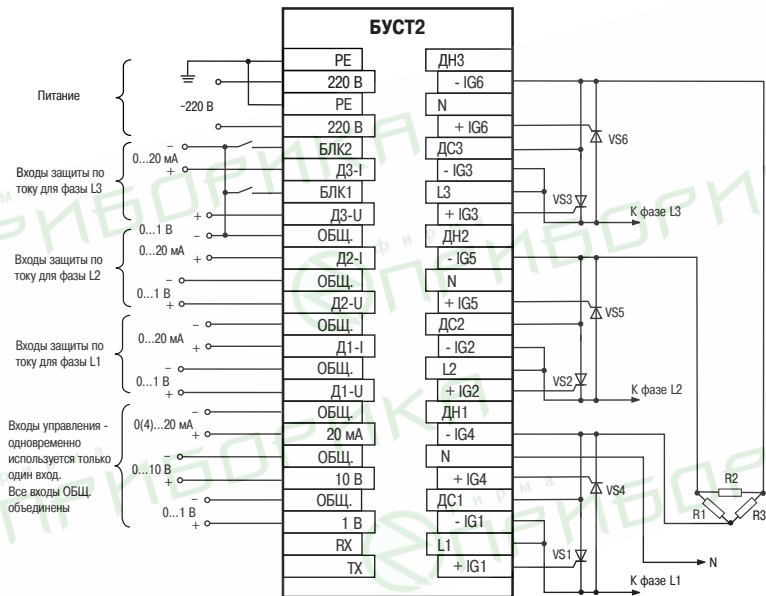 БУСТ2
Питание
~220 В
Входы защиты по
току для фазы L3
0...20 мА
0...1 В
Входы защиты по
току для фазы L2
0...20 мА
0...1 В
Входы защиты по
току для фазы L1
0...20 мА
0...1 В
Входы управления -
одновременно
используется только
один вход.
Все входы ОБЩ.
объединены
0(4)...20 мА
0...10 В
0...1 В
PE
220 В
PE
220 В
БЛК2
Д3-I
БЛК1
Д3-U
ОБЩ.
Д2-I
ОБЩ.
Д2-U
ОБЩ.
Д1-I
ОБЩ.
Д1-U
ОБЩ.
20 мА
ОБЩ.
10 В
ОБЩ.
1 В
RX
TX
ДН3
- IG6
N
+ IG6
ДС3
- IG3
L3
+ IG3
ДН2
- IG5
N
+ IG5
ДС2
- IG2
L2
+ IG2
ДН1
- IG4
N
+ IG4
ДС1
- IG1
L1
+ IG1
VS6
VS3
К фазе L3
VS5
VS2
К фазе L2
VS4
VS1
R2
R1
R3
N
К фазе L1
фирма
ПРИБОРИКА